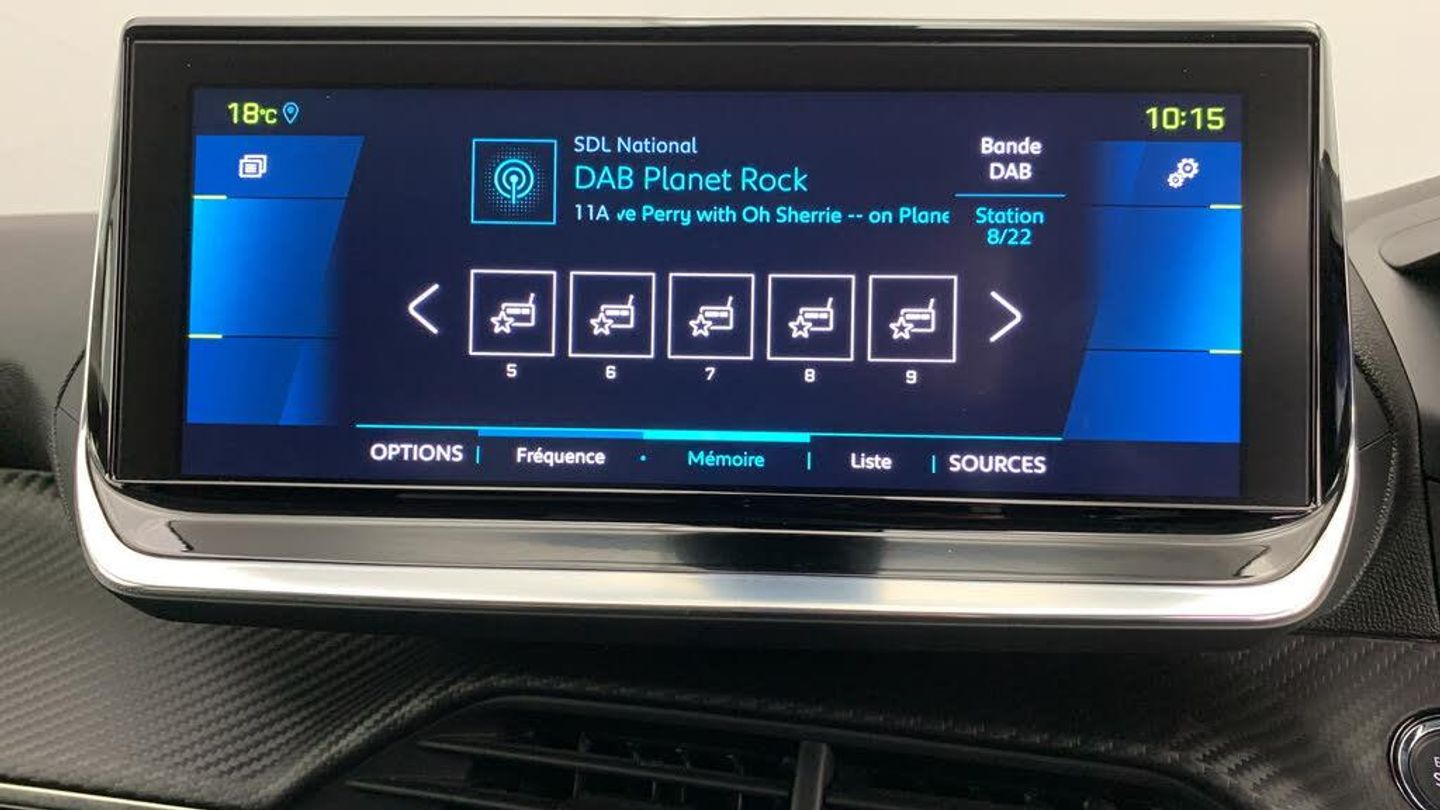 18°C
10:15
SDL National
DAB Planet Rock
11A ve Perry with Oh Sherrie -- on Plane
Bande
DAB
Station
8/22
5 6 7 8 9
OPTIONS | Fréquence • Mémoire | Liste | SOURCES